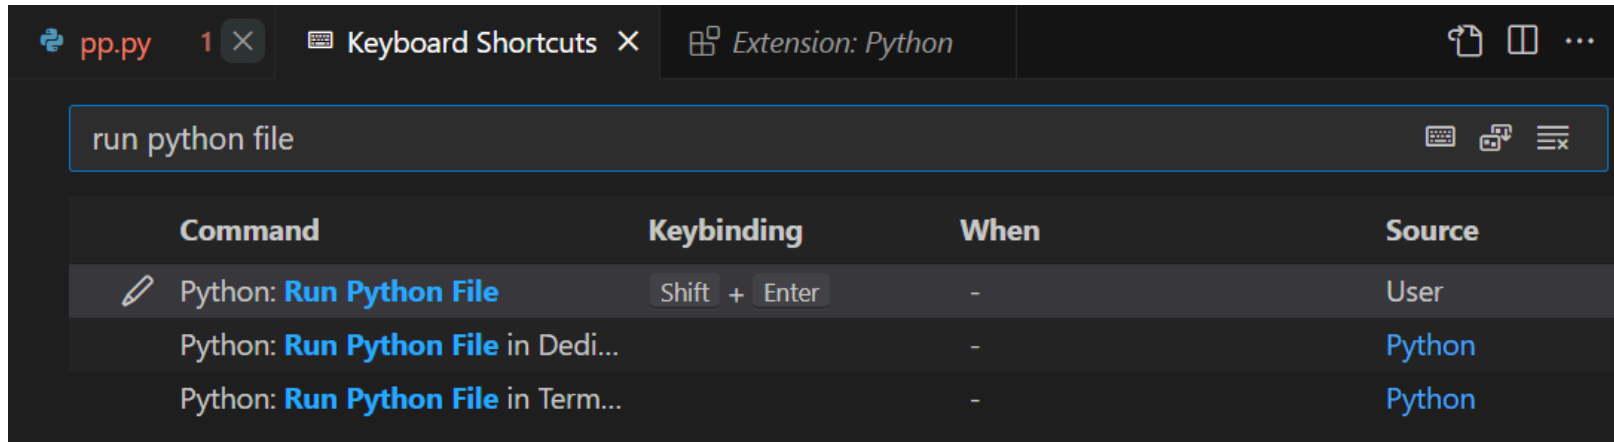 pp.py 1 Keyboard Shortcuts Extension: Python
run python file
Command Keybinding When Source
Python: Run Python File Shift + Enter - User
Python: Run Python File in Dedi... - Python
Python: Run Python File in Term... - Python